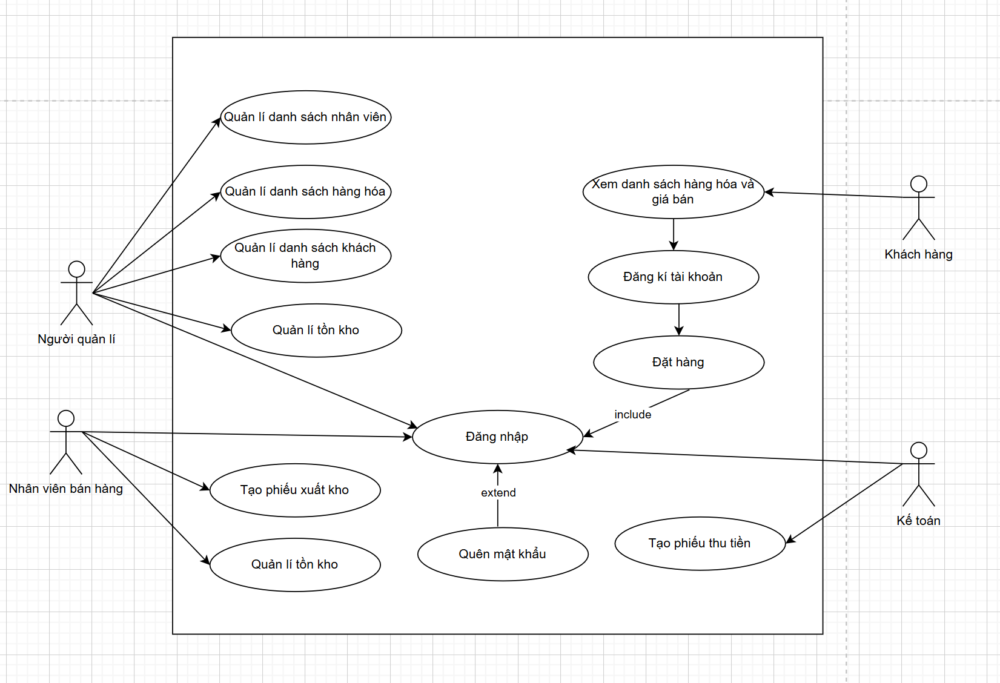 Quản lí danh sách nhân viên
Quản lí danh sách hàng hóa
Quản lí danh sách khách
hàng
Quản lí tồn kho
Người quản lí
Xem danh sách hàng hóa và
giá bán
Khách hàng
Đăng kí tài khoản
Đặt hàng
include
Đăng nhập
Nhân viên bán hàng
Tạo phiếu xuất kho
extend
Kế toán
Tạo phiếu thu tiền
Quên mật khẩu
Quản lí tồn kho